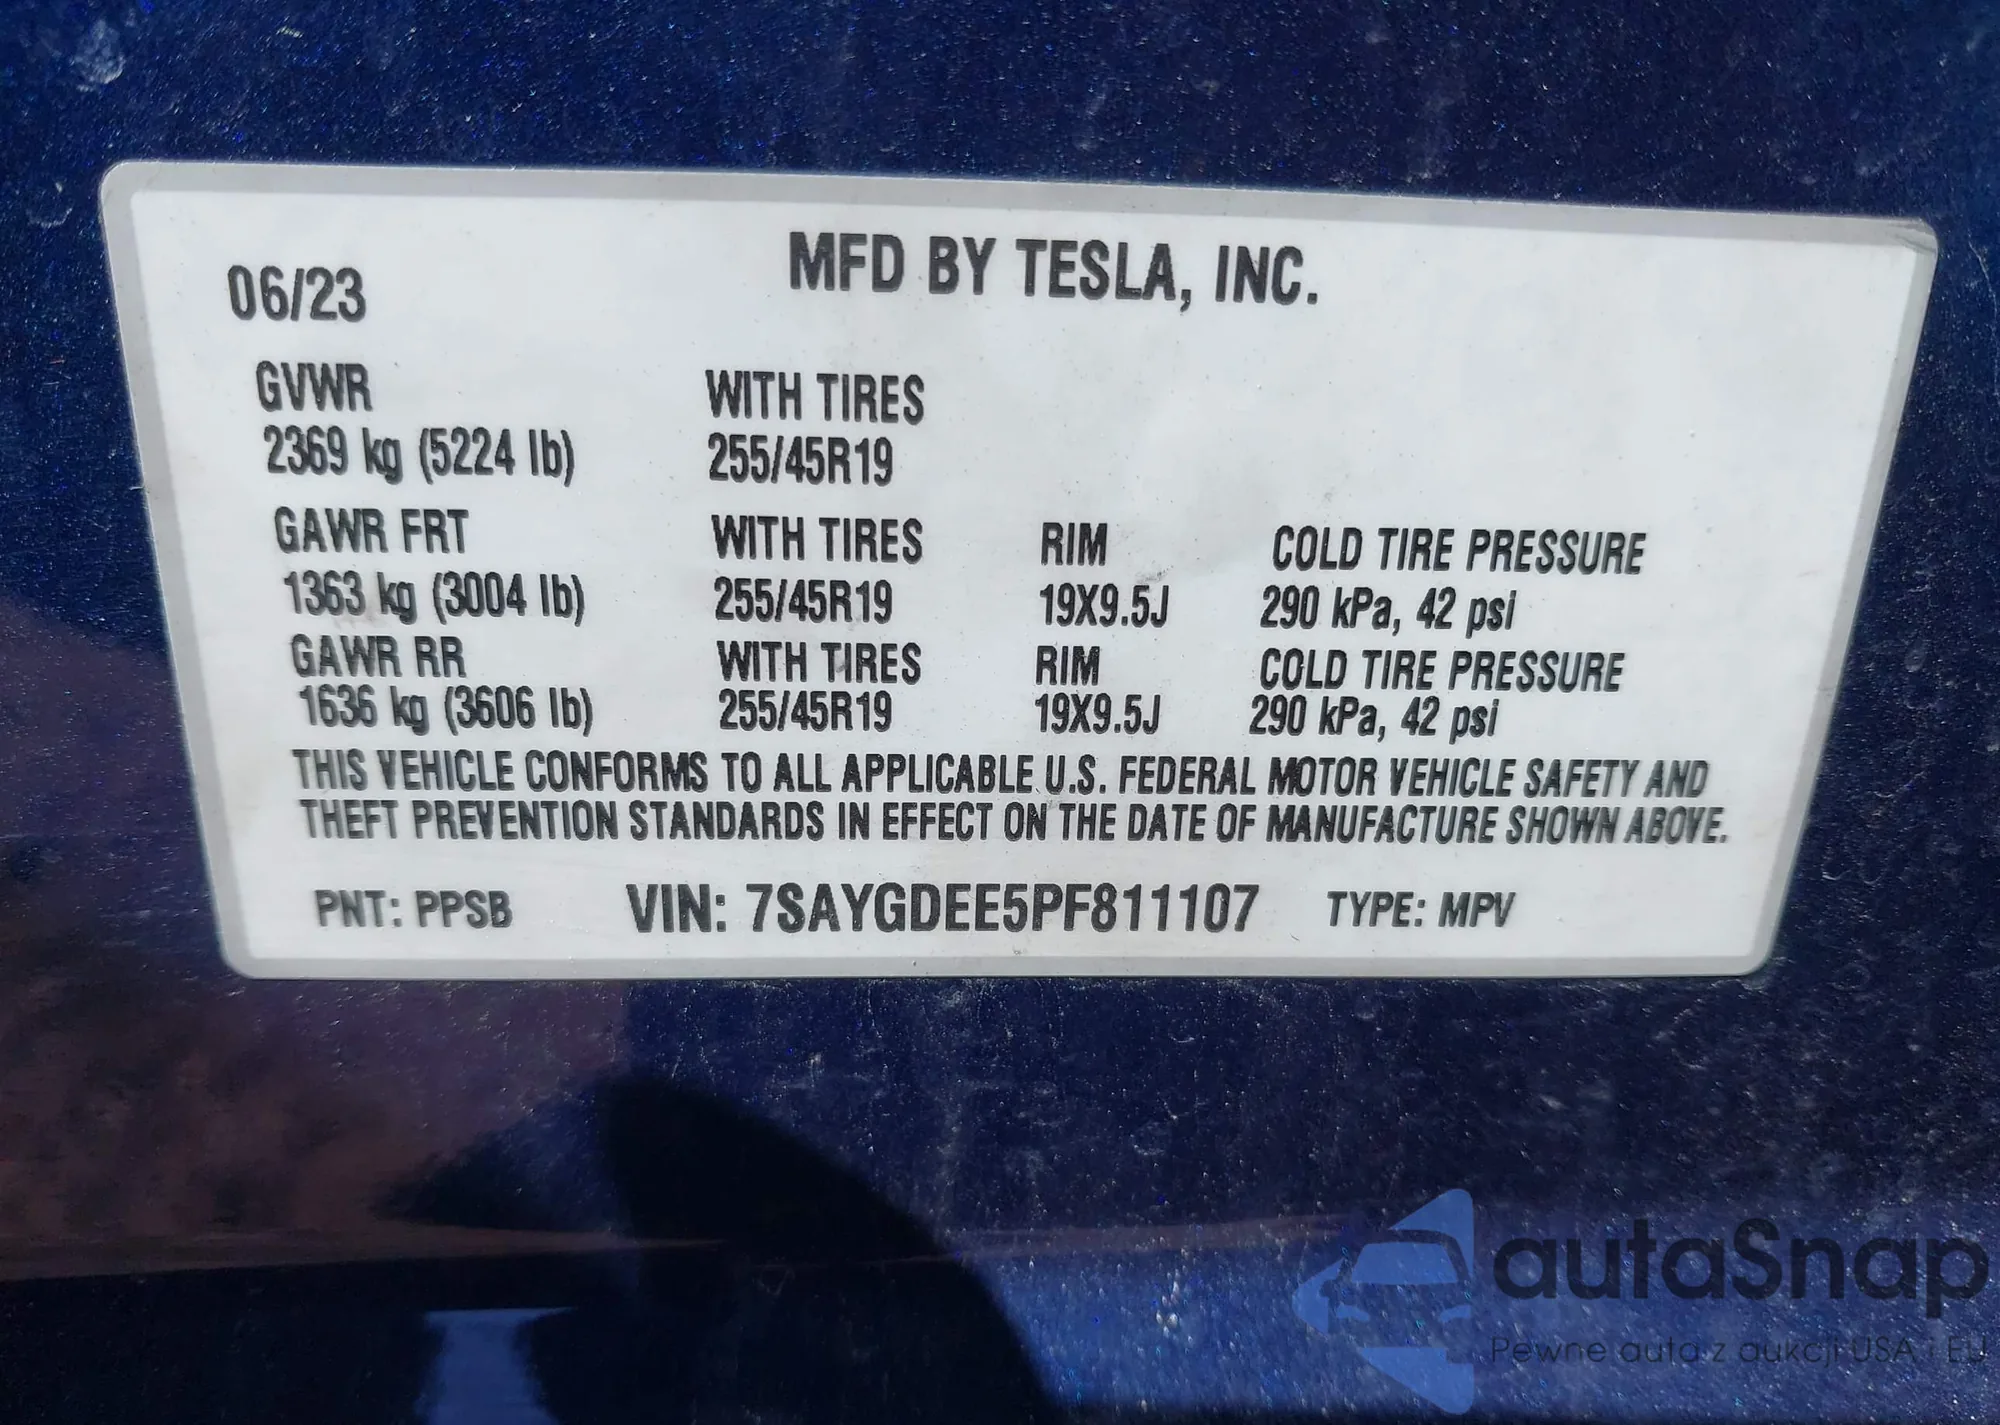 06/23 MFD BY TESLA, INC.
GVWR WITH TIRES
2369 kg (5224 lb) 255/45R19
GAWR FRT WITH TIRES RIM COLD TIRE PRESSURE
1363 kg (3004 lb) 255/45R19 19X9.5J 290 kPa, 42 psi
GAWR RR WITH TIRES RIM COLD TIRE PRESSURE
1636 kg (3606 lb) 255/45R19 19X9.5J 290 kPa, 42 psi
THIS VEHICLE CONFORMS TO ALL APPLICABLE U.S. FEDERAL MOTOR VEHICLE SAFETY AND
THEFT PREVENTION STANDARDS IN EFFECT ON THE DATE OF MANUFACTURE SHOWN ABOVE.
PNT: PPSB VIN: 7SAYGDEE5PF811107 TYPE: MPV
autaSnap
Pewne auta z aukcji USA i EU